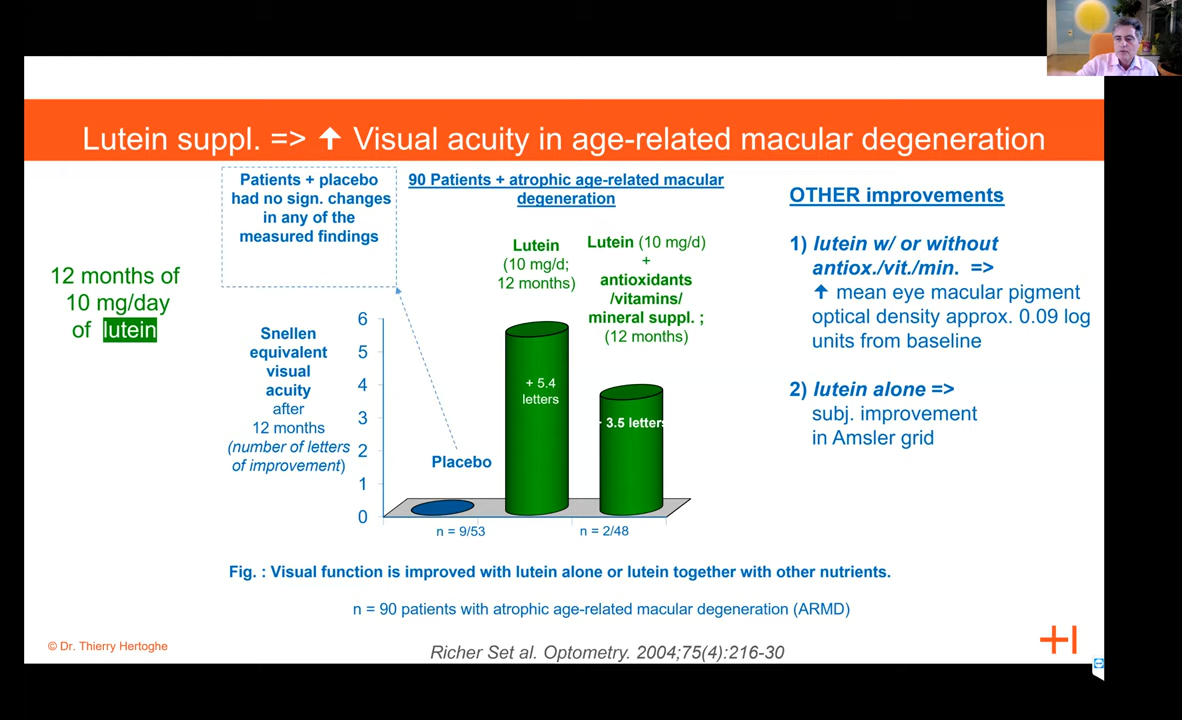 Lutein suppl. => ↑ Visual acuity in age-related macular degeneration
Patients + placebo
had no sign. changes
in any of the
measured findings
90 Patients + atrophic age-related macular
degeneration
12 months of
10 mg/day
of lutein
Lutein
(10 mg/d;
12 months)
Lutein (10 mg/d)
+
antioxidants
/vitamins/
mineral suppl. ;
(12 months)
Snellen
equivalent
visual
acuity
after
12 months
(number of letters
of improvement)
6
5
4
3
2
1
0
+ 5.4
letters
3.5 letters
Placebo
n = 9/53
n = 2/48
OTHER improvements
1) lutein w/ or without
antiox./vit./min. =>
↑ mean eye macular pigment
optical density approx. 0.09 log
units from baseline
2) lutein alone =>
subj. improvement
in Amsler grid
Fig. : Visual function is improved with lutein alone or lutein together with other nutrients.
n = 90 patients with atrophic age-related macular degeneration (ARMD)
© Dr. Thierry Hertoghe
Richer Set al. Optometry. 2004;75(4):216-30